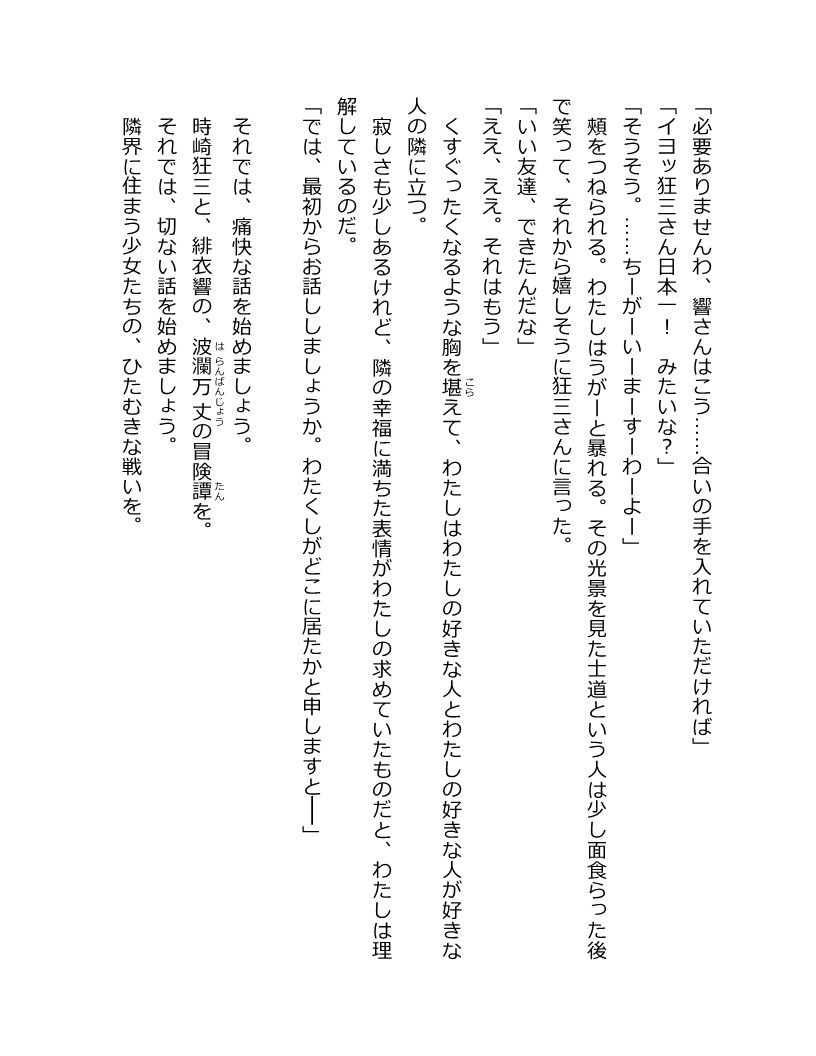 「必要ありませんわ、響さんはこう……合いの手を入れていただければ」
「イヨッ狂三さん日本一！　みたいな？」
「そうそう。……ちーがーいーまーすーわーよー」
　頰をつねられる。わたしはうがーと暴れる。その光景を見た士道という人は少し面食らった後
で笑って、それから嬉しそうに狂三さんに言った。
「いい友達、できたんだな」
「ええ、ええ。それはもう」
　くすぐったくなるような胸を堪えて、わたしはわたしの好きな人とわたしの好きな人が好きな
人の隣に立つ。
　寂しさも少しあるけれど、隣の幸福に満ちた表情がわたしの求めていたものだと、わたしは理
解しているのだ。
「では、最初からお話ししましょうか。わたくしがどこに居たかと申しますと――」
　それでは、痛快な話を始めましょう。
　時崎狂三と、緋衣響の、波瀾万丈の冒険譚を。
　それでは、切ない話を始めましょう。
　隣界に住まう少女たちの、ひたむきな戦いを。